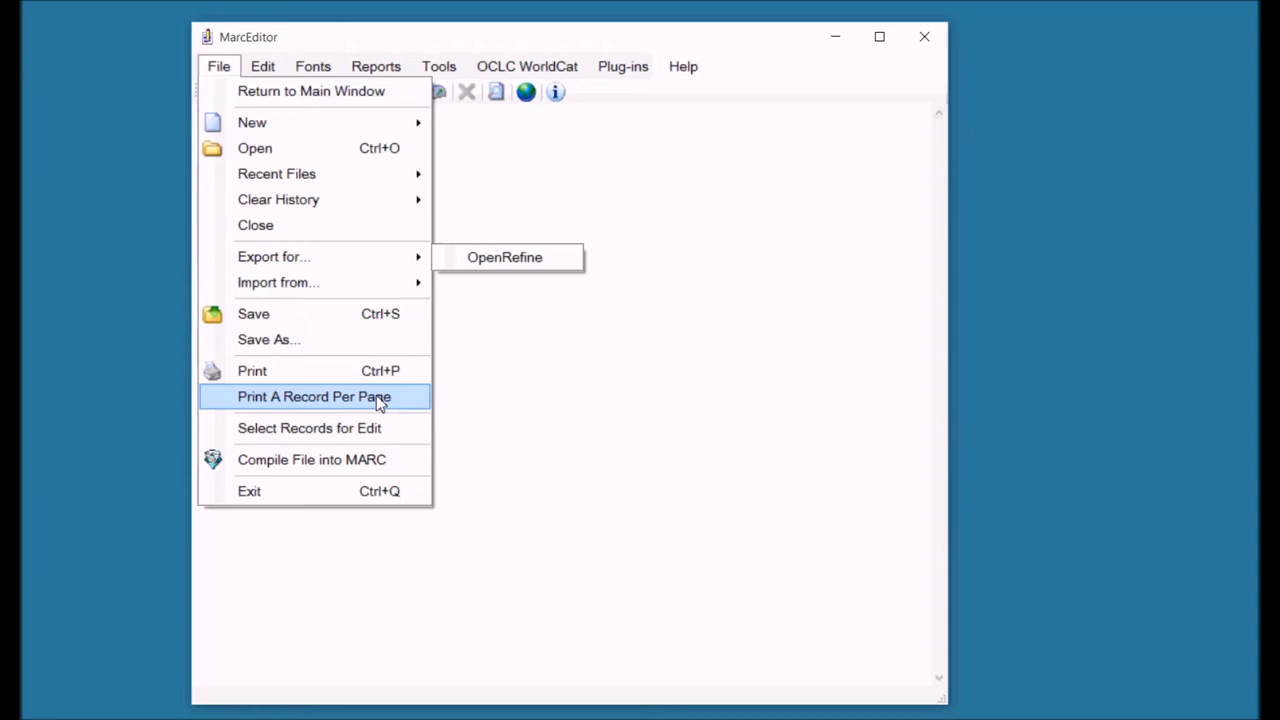 MarcEditor
File Edit Fonts Reports Tools OCLC WorldCat Plug-ins Help
Return to Main Window
New
Open Ctrl+O
Recent Files
Clear History
Close
Export for... OpenRefine
Import from...
Save Ctrl+S
Save As...
Print Ctrl+P
Print A Record Per Page
Select Records for Edit
Compile File into MARC
Exit Ctrl+Q